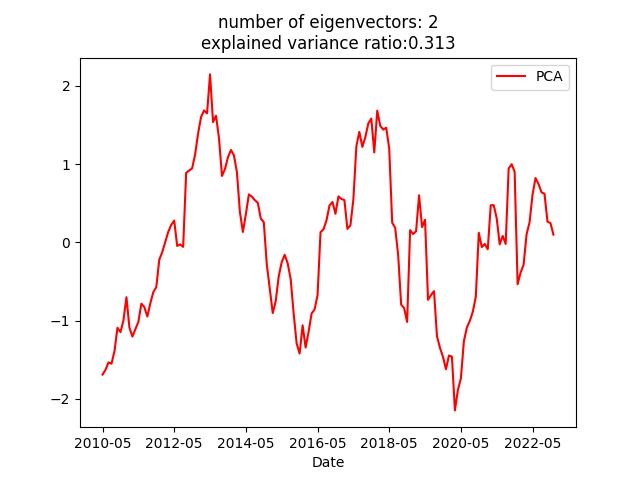 number of eigenvectors: 2
explained variance ratio:0.313
PCA
2
1
0
−1
−2
2010-05 2012-05 2014-05 2016-05 2018-05 2020-05 2022-05
Date